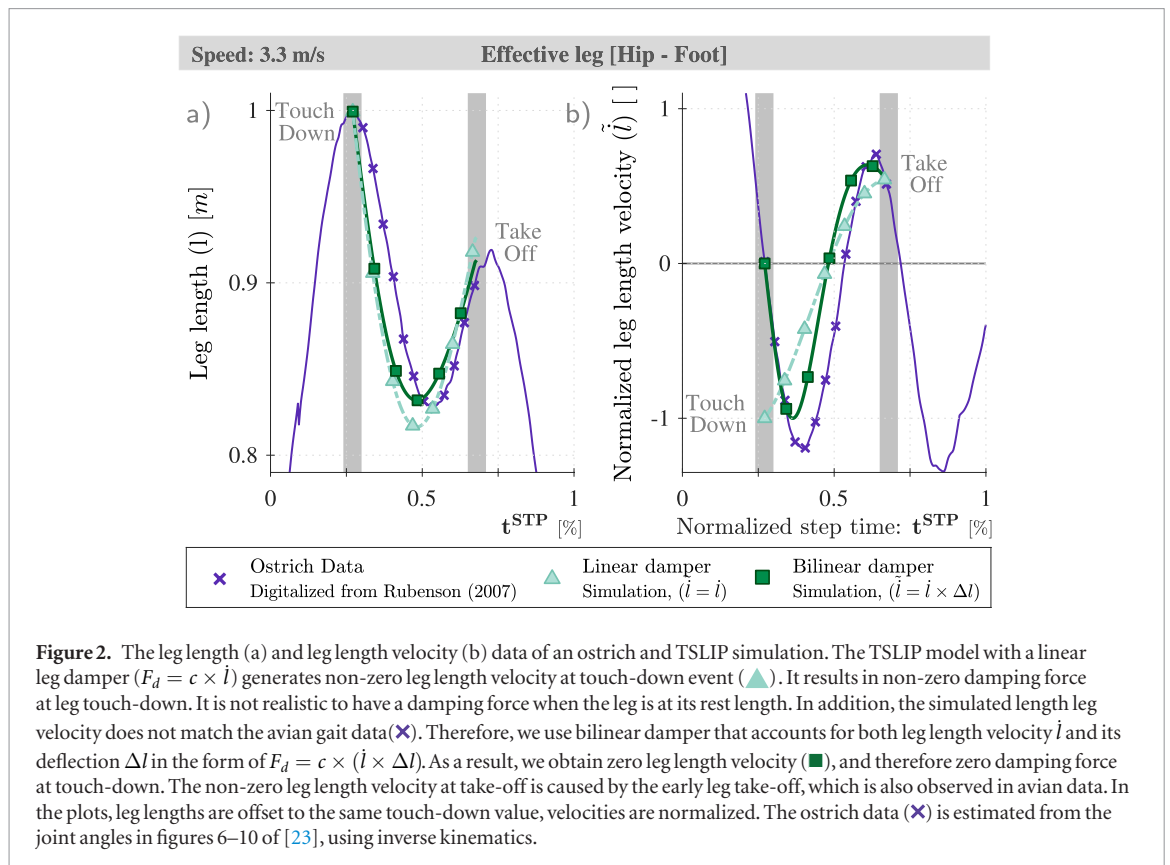 Speed: 3.3 m/s Effective leg [Hip - Foot]
a)
Leg length (l) [m]
1
0.9
0.8
Touch
Down
Take
Off
0 0.5 1
t^STP [%]
b)
Normalized leg length velocity (l̃̇) [ ]
1
0
-1
Take
Off
Touch
Down
0 0.5 1
Normalized step time: t^STP [%]
Ostrich Data
Digitalized from Rubenson (2007)
Linear damper
Simulation, (l̃̇ = l̇)
Bilinear damper
Simulation, (l̃̇ = l̇ × Δl)
Figure 2. The leg length (a) and leg length velocity (b) data of an ostrich and TSLIP simulation. The TSLIP model with a linear
leg damper (F_d = c × l̇) generates non-zero leg length velocity at touch-down event (▲). It results in non-zero damping force
at leg touch-down. It is not realistic to have a damping force when the leg is at its rest length. In addition, the simulated length leg
velocity does not match the avian gait data(×). Therefore, we use bilinear damper that accounts for both leg length velocity l̇ and its
deflection Δl in the form of F_d = c × (l̇ × Δl). As a result, we obtain zero leg length velocity (■), and therefore zero damping force
at touch-down. The non-zero leg length velocity at take-off is caused by the early leg take-off, which is also observed in avian data. In
the plots, leg lengths are offset to the same touch-down value, velocities are normalized. The ostrich data (×) is estimated from the
joint angles in figures 6–10 of [23], using inverse kinematics.